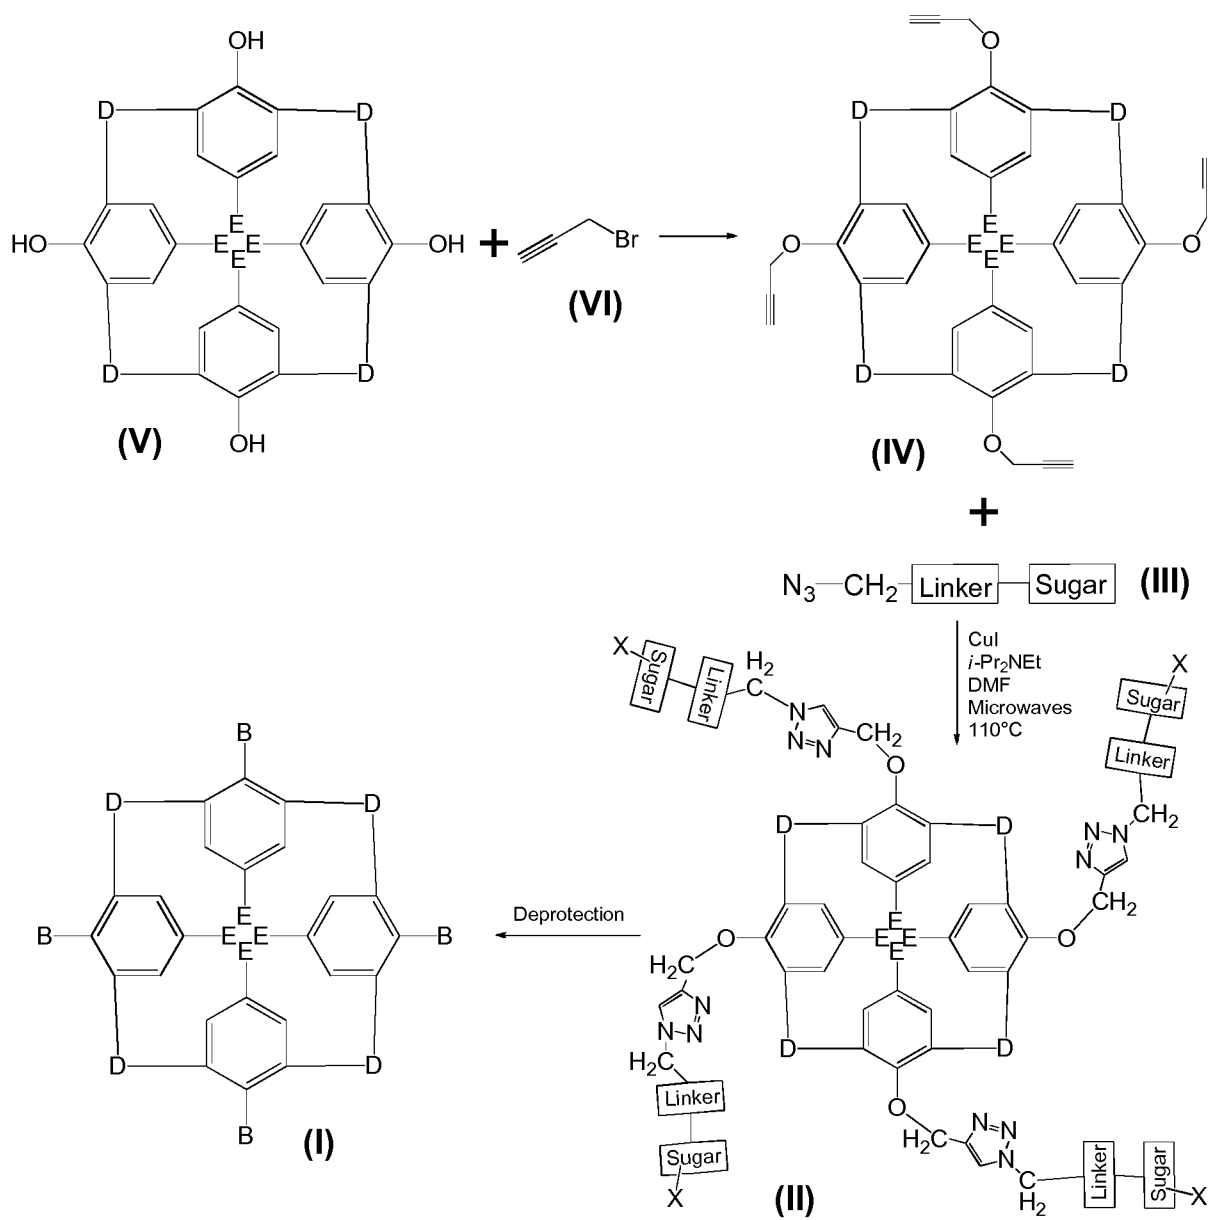 OH
D
D
HO
E
E E
E
OH
D
D
OH
(V)
+
Br
(VI)
O
D
D
O
E
E E
E
O
D
D
O
(IV)
+
N3—CH2 Linker Sugar (III)
CuI
i-Pr2NEt
DMF
Microwaves
110°C
X
Sugar
Linker
H2
C
N
N
N
CH2
O
X
Sugar
Linker
CH2
N
N
N
CH2
O
D
D
E
E E
E
D
D
O
H2C
N
N
N
H2C
Linker
Sugar
X
O
H2C
N
N
N
C
H2
Linker
Sugar
X
(II)
Deprotection
B
D
D
B
E
E E
E
B
D
D
B
(I)